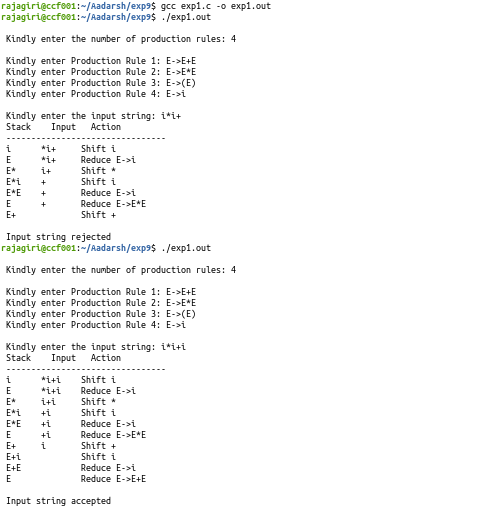 rajagiri@ccf001:~/Aadarsh/exp9$ gcc exp1.c -o exp1.out
rajagiri@ccf001:~/Aadarsh/exp9$ ./exp1.out
Kindly enter the number of production rules: 4
Kindly enter Production Rule 1: E->E+E
Kindly enter Production Rule 2: E->E*E
Kindly enter Production Rule 3: E->(E)
Kindly enter Production Rule 4: E->i
Kindly enter the input string: i*i+
Stack    Input   Action
--------------------------------
i      *i+     Shift i
E      *i+     Reduce E->i
E*     i+      Shift *
E*i    +       Shift i
E*E    +       Reduce E->i
E      +       Reduce E->E*E
E+             Shift +
Input string rejected
rajagiri@ccf001:~/Aadarsh/exp9$ ./exp1.out
Kindly enter the number of production rules: 4
Kindly enter Production Rule 1: E->E+E
Kindly enter Production Rule 2: E->E*E
Kindly enter Production Rule 3: E->(E)
Kindly enter Production Rule 4: E->i
Kindly enter the input string: i*i+i
Stack    Input   Action
--------------------------------
i      *i+i    Shift i
E      *i+i    Reduce E->i
E*     i+i     Shift *
E*i    +i      Shift i
E*E    +i      Reduce E->i
E      +i      Reduce E->E*E
E+     i       Shift +
E+i            Shift i
E+E            Reduce E->i
E              Reduce E->E+E
Input string accepted